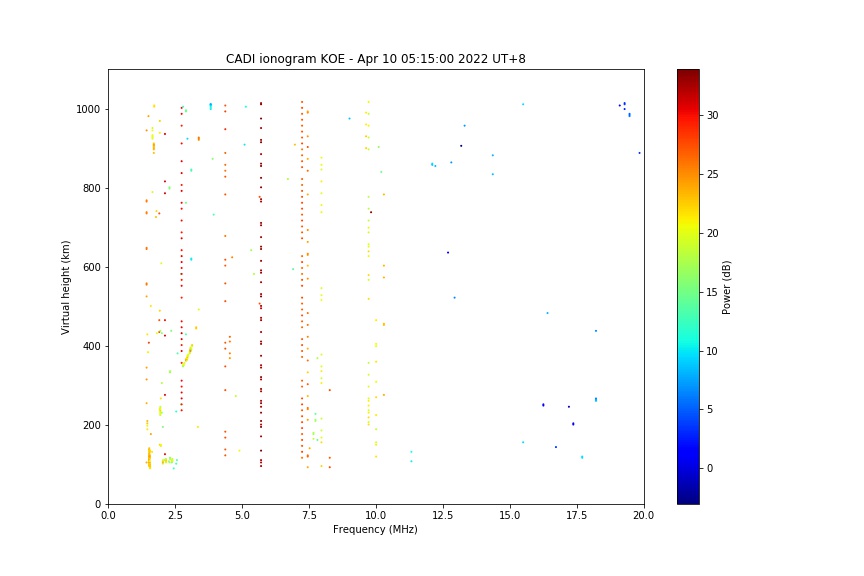 CADI ionogram KOE - Apr 10 05:15:00 2022 UT+8
1000
800
600
400
200
0
Virtual height (km)
0.0 2.5 5.0 7.5 10.0 12.5 15.0 17.5 20.0
Frequency (MHz)
30
25
20
15
10
5
0
Power (dB)